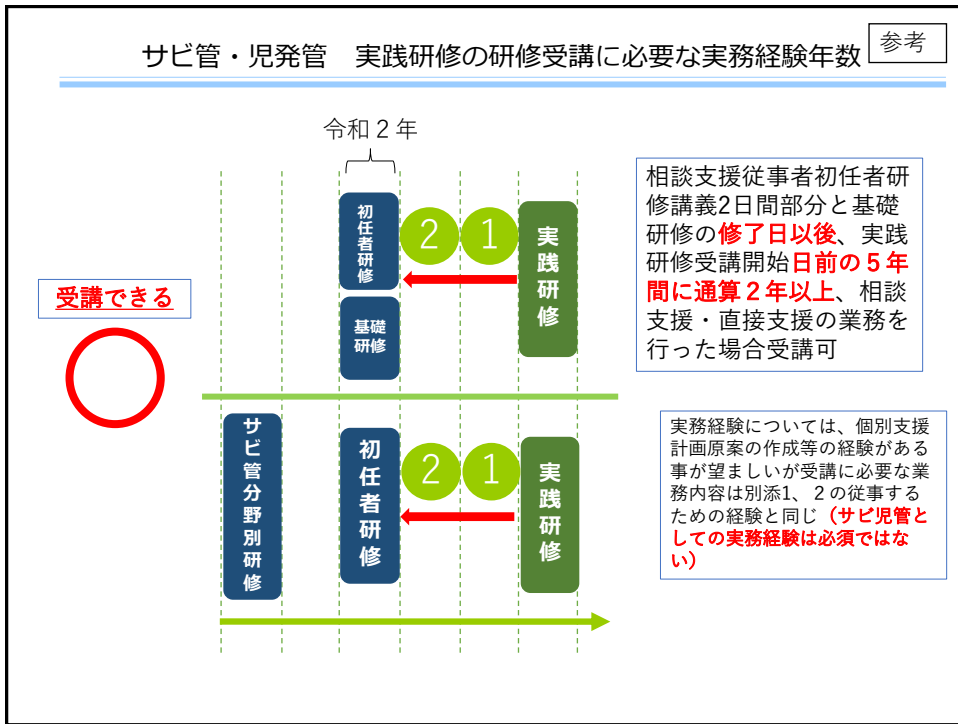 サビ管・児発管　実践研修の研修受講に必要な実務経験年数
参考
令和２年
初任者研修
2
1
実践研修
基礎
研修
受講できる
相談支援従事者初任者研
修講義2日間部分と基礎
研修の修了日以後、実践
研修受講開始日前の５年
間に通算２年以上、相談
支援・直接支援の業務を
行った場合受講可
サビ管分野別研修
初任者研修
2
1
実践研修
実務経験については、個別支援
計画原案の作成等の経験がある
事が望ましいが受講に必要な業
務内容は別添1、２の従事する
ための経験と同じ（サビ児管と
しての実務経験は必須ではな
い）